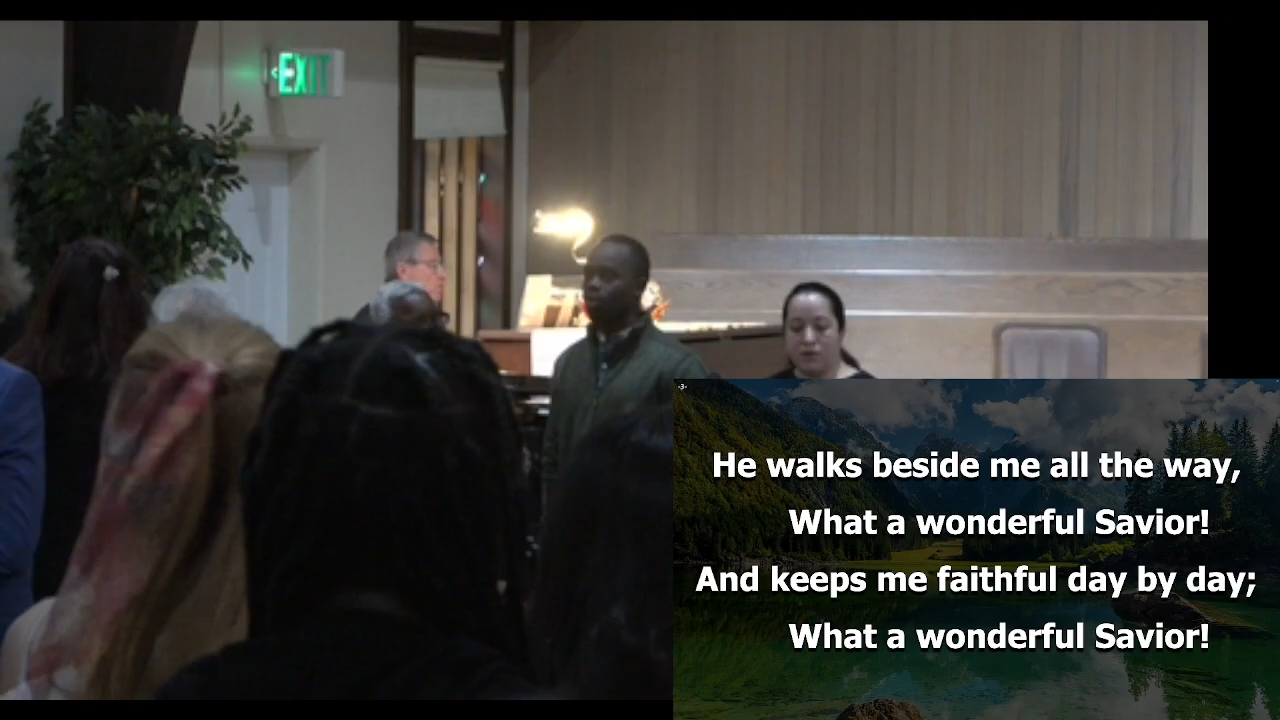 EXIT
-3-
He walks beside me all the way,
What a wonderful Savior!
And keeps me faithful day by day;
What a wonderful Savior!